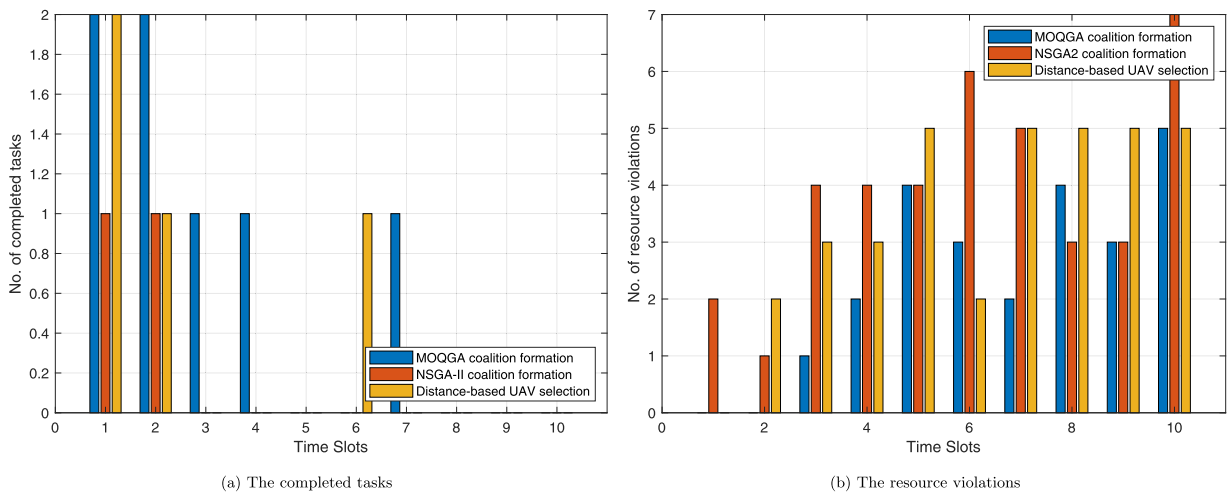 2
1.8
1.6
1.4
1.2
1
0.8
0.6
0.4
0.2
0
No. of completed tasks
0 1 2 3 4 5 6 7 8 9 10
Time Slots
MOQGA coalition formation
NSGA-II coalition formation
Distance-based UAV selection
(a) The completed tasks
7
6
5
4
3
2
1
0
No. of resource violations
0 2 4 6 8 10
Time Slots
MOQGA coalition formation
NSGA2 coalition formation
Distance-based UAV selection
(b) The resource violations